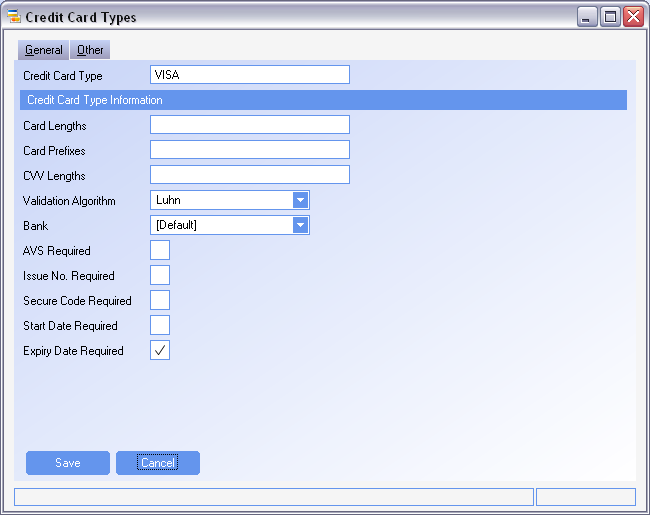 Credit Card Types
General Other
Credit Card Type VISA
Credit Card Type Information
Card Lengths
Card Prefixes
CVV Lengths
Validation Algorithm Luhn
Bank [Default]
AVS Required
Issue No. Required
Secure Code Required
Start Date Required
Expiry Date Required
Save Cancel